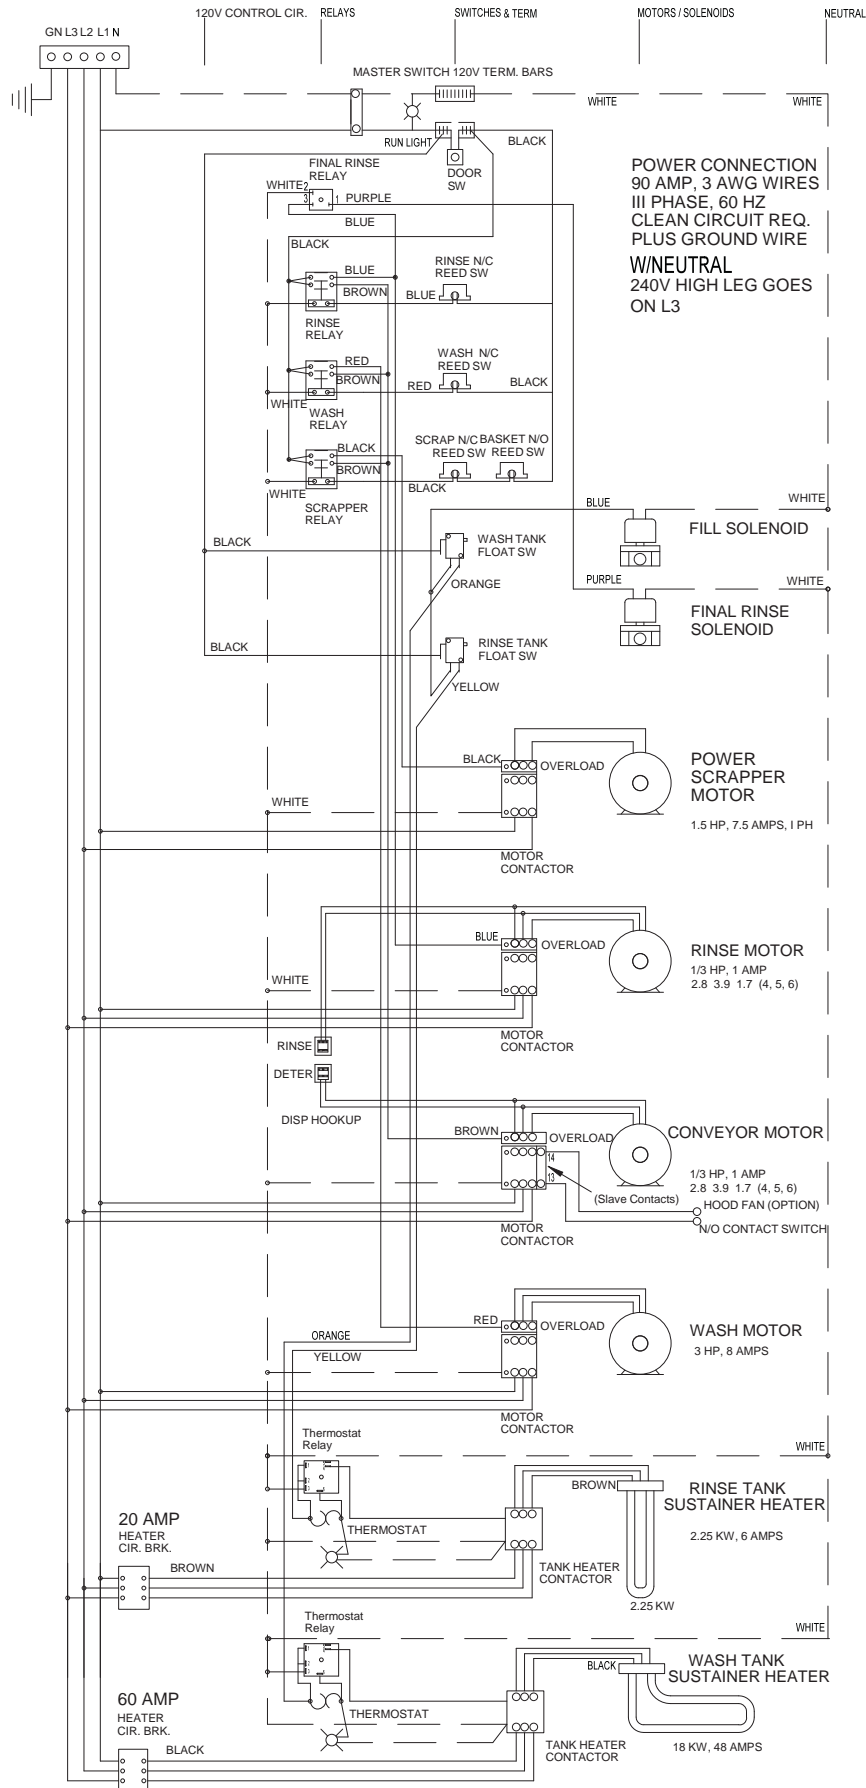 120V CONTROL CIR.
RELAYS
SWITCHES & TERM
MOTORS / SOLENOIDS
NEUTRAL
GN L3 L2 L1 N
MASTER SWITCH 120V TERM. BARS
WHITE
WHITE
RUN LIGHT
BLACK
DOOR
SW
FINAL RINSE
RELAY
WHITE
2
3
1
PURPLE
BLUE
BLACK
POWER CONNECTION
90 AMP, 3 AWG WIRES
III PHASE, 60 HZ
CLEAN CIRCUIT REQ.
PLUS GROUND WIRE
W/NEUTRAL
240V HIGH LEG GOES
ON L3
BLUE
BROWN
RINSE N/C
REED SW
BLUE
RINSE
RELAY
RED
BROWN
WASH N/C
REED SW
RED
BLACK
WHITE
WASH
RELAY
BLACK
BROWN
SCRAP N/C
REED SW
BASKET N/O
REED SW
BLACK
WHITE
SCRAPPER
RELAY
BLUE
WHITE
FILL SOLENOID
BLACK
WASH TANK
FLOAT SW
ORANGE
PURPLE
WHITE
FINAL RINSE
SOLENOID
BLACK
RINSE TANK
FLOAT SW
YELLOW
BLACK
OVERLOAD
POWER
SCRAPPER
MOTOR
1.5 HP, 7.5 AMPS, I PH
WHITE
MOTOR
CONTACTOR
BLUE
OVERLOAD
RINSE MOTOR
1/3 HP, 1 AMP
2.8 3.9 1.7 (4, 5, 6)
WHITE
MOTOR
CONTACTOR
RINSE
DETER
DISP HOOKUP
BROWN
OVERLOAD
CONVEYOR MOTOR
14
13
(Slave Contacts)
1/3 HP, 1 AMP
2.8 3.9 1.7 (4, 5, 6)
HOOD FAN (OPTION)
N/O CONTACT SWITCH
MOTOR
CONTACTOR
RED
OVERLOAD
WASH MOTOR
3 HP, 8 AMPS
ORANGE
YELLOW
MOTOR
CONTACTOR
Thermostat
Relay
WHITE
BROWN
RINSE TANK
SUSTAINER HEATER
2.25 KW, 6 AMPS
20 AMP
HEATER
CIR. BRK.
THERMOSTAT
BROWN
TANK HEATER
CONTACTOR
2.25 KW
Thermostat
Relay
WHITE
BLACK
WASH TANK
SUSTAINER HEATER
60 AMP
HEATER
CIR. BRK.
THERMOSTAT
BLACK
TANK HEATER
CONTACTOR
18 KW, 48 AMPS